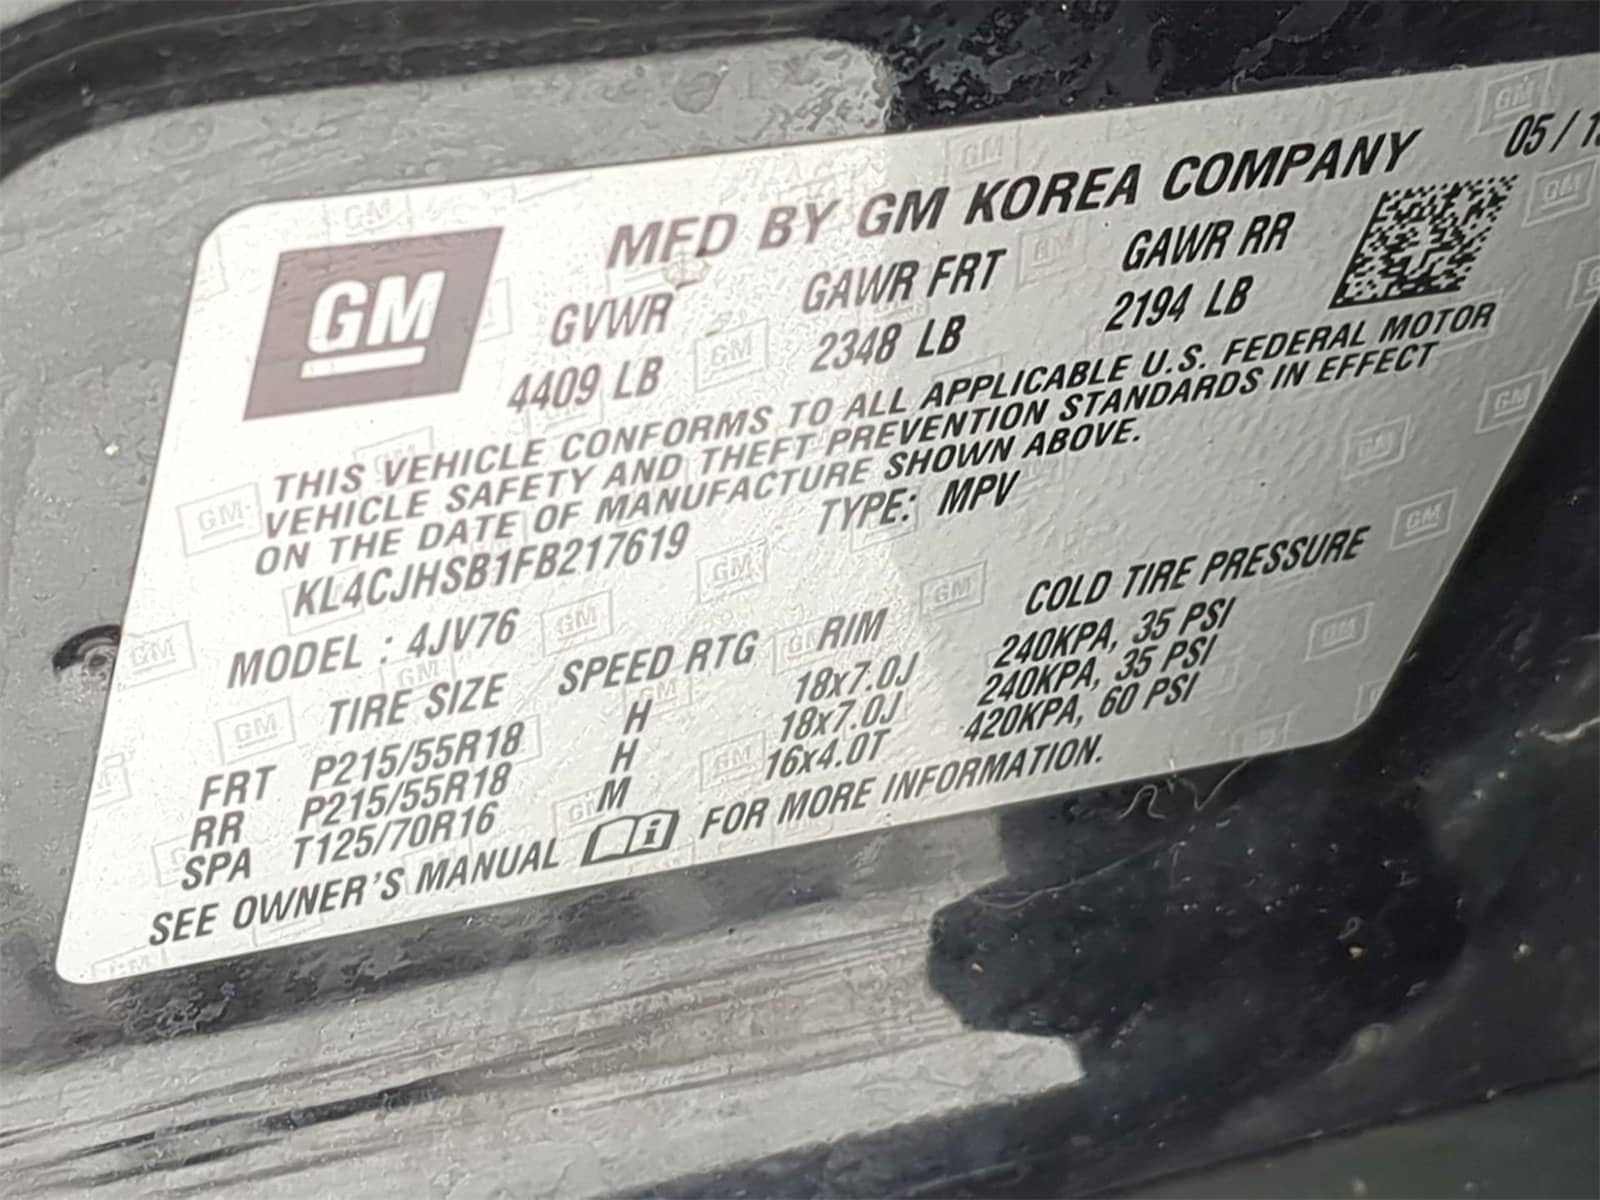 05/1
MFD BY GM KOREA COMPANY
GM
GVWR GAWR FRT GAWR RR
4409 LB 2348 LB 2194 LB
THIS VEHICLE CONFORMS TO ALL APPLICABLE U.S. FEDERAL MOTOR
VEHICLE SAFETY AND THEFT PREVENTION STANDARDS IN EFFECT
ON THE DATE OF MANUFACTURE SHOWN ABOVE.
KL4CJHSB1FB217619 TYPE: MPV
MODEL : 4JV76
TIRE SIZE SPEED RTG RIM COLD TIRE PRESSURE
FRT P215/55R18 H 18x7.0J 240KPA, 35 PSI
RR P215/55R18 H 18x7.0J 240KPA, 35 PSI
SPA T125/70R16 M 16x4.0T 420KPA, 60 PSI
SEE OWNER'S MANUAL FOR MORE INFORMATION.